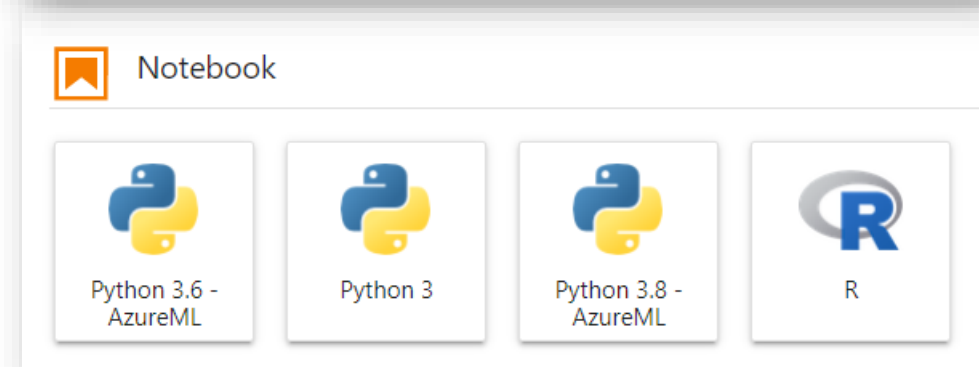 Notebook
Python 3.6 -
AzureML
Python 3
Python 3.8 -
AzureML
R